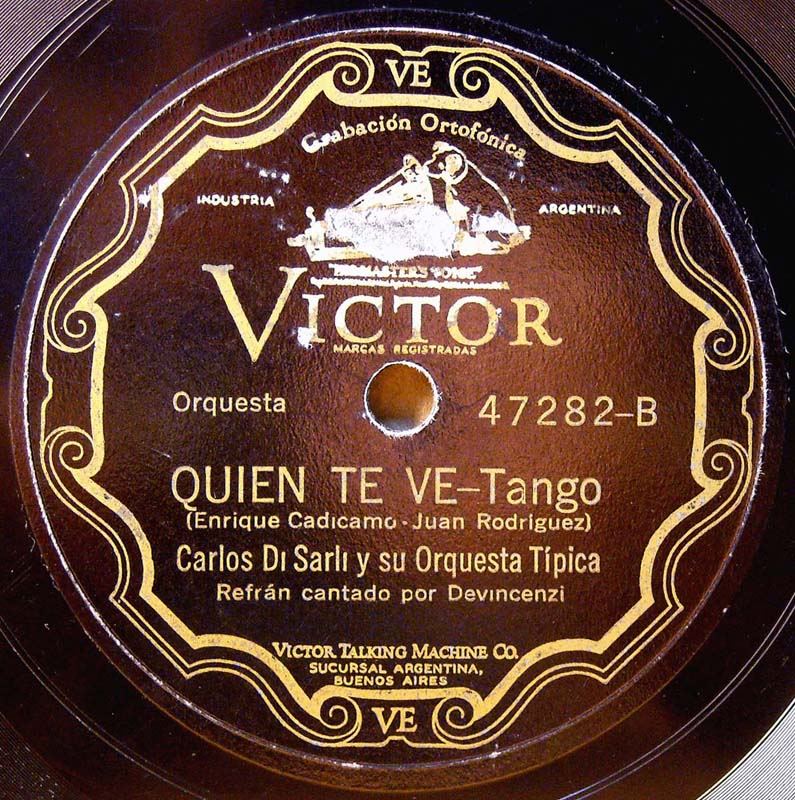 VE
Grabación Ortofónica
INDUSTRIA
ARGENTINA
"HIS MASTER'S VOICE"
VICTOR
MARCAS REGISTRADAS
Orquesta
47282-B
QUIEN TE VE-Tango
(Enrique Cadicamo - Juan Rodríguez)
Carlos Di Sarli y su Orquesta Típica
Refrán cantado por Devincenzi
VICTOR TALKING MACHINE CO.
SUCURSAL ARGENTINA,
BUENOS AIRES
VE